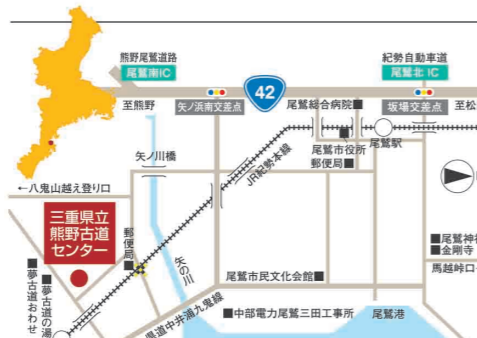 熊野尾鷲道路
尾鷲南IC
紀勢自動車道
尾鷲北 IC
至熊野
矢ノ浜南交差点
42
尾鷲総合病院■
坂場交差点
至松
尾鷲市役所
尾鷲駅
郵便局■
矢ノ川橋
JR紀勢本線
←八鬼山越え登り口
三重県立
熊野古道
センター
郵便局■
矢の川
■尾鷲神社
■金剛寺
馬越峠口
尾鷲市民文化会館■
■夢古道の湯
■夢古道おわせ
県道中井浦九鬼線
■中部電力尾鷲三田工事所
尾鷲港